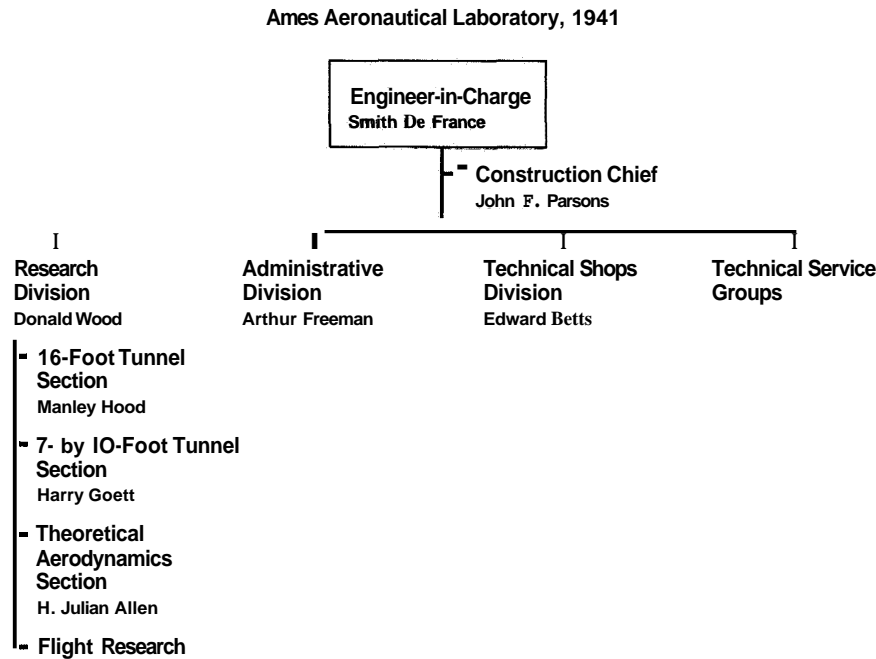 Ames Aeronautical Laboratory, 1941
Engineer-in-Charge
Smith De France
Construction Chief
John F. Parsons
Research
Division
Donald Wood
Administrative
Division
Arthur Freeman
Technical Shops
Division
Edward Betts
Technical Service
Groups
16-Foot Tunnel
Section
Manley Hood
7- by IO-Foot Tunnel
Section
Harry Goett
Theoretical
Aerodynamics
Section
H. Julian Allen
Flight Research